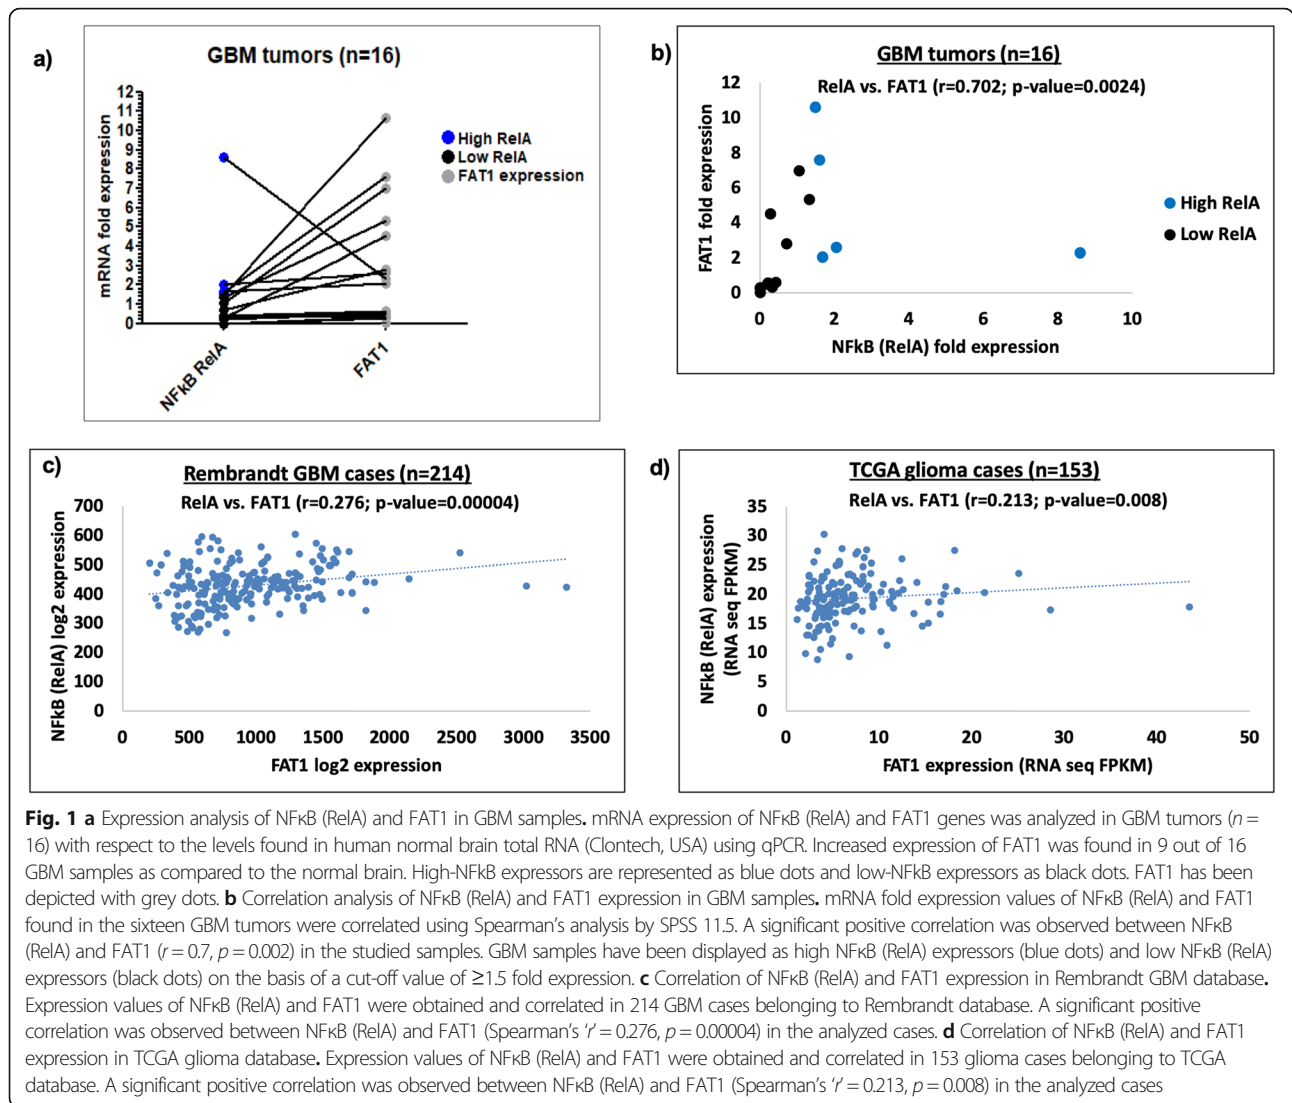 a)
GBM tumors (n=16)
12
11
10
9
8
7
6
5
4
3
2
1
0
mRNA fold expression
NFκB RelA
FAT1
High RelA
Low RelA
FAT1 expression
b)
GBM tumors (n=16)
RelA vs. FAT1 (r=0.702; p-value=0.0024)
12
10
8
6
4
2
0
FAT1 fold expression
0 2 4 6 8 10
NFkB (RelA) fold expression
High RelA
Low RelA
c)
Rembrandt GBM cases (n=214)
RelA vs. FAT1 (r=0.276; p-value=0.00004)
700
600
500
400
300
200
100
0
NFkB (RelA) log2 expression
0 500 1000 1500 2000 2500 3000 3500
FAT1 log2 expression
d)
TCGA glioma cases (n=153)
RelA vs. FAT1 (r=0.213; p-value=0.008)
35
30
25
20
15
10
5
0
NFkB (RelA) expression
(RNA seq FPKM)
0 10 20 30 40 50
FAT1 expression (RNA seq FPKM)
Fig. 1 a Expression analysis of NFκB (RelA) and FAT1 in GBM samples. mRNA expression of NFκB (RelA) and FAT1 genes was analyzed in GBM tumors (n =
16) with respect to the levels found in human normal brain total RNA (Clontech, USA) using qPCR. Increased expression of FAT1 was found in 9 out of 16
GBM samples as compared to the normal brain. High-NFkB expressors are represented as blue dots and low-NFkB expressors as black dots. FAT1 has been
depicted with grey dots. b Correlation analysis of NFκB (RelA) and FAT1 expression in GBM samples. mRNA fold expression values of NFκB (RelA) and FAT1
found in the sixteen GBM tumors were correlated using Spearman's analysis by SPSS 11.5. A significant positive correlation was observed between NFκB
(RelA) and FAT1 (r = 0.7, p = 0.002) in the studied samples. GBM samples have been displayed as high NFκB (RelA) expressors (blue dots) and low NFκB (RelA)
expressors (black dots) on the basis of a cut-off value of ≥1.5 fold expression. c Correlation of NFκB (RelA) and FAT1 expression in Rembrandt GBM database.
Expression values of NFκB (RelA) and FAT1 were obtained and correlated in 214 GBM cases belonging to Rembrandt database. A significant positive
correlation was observed between NFκB (RelA) and FAT1 (Spearman's 'r' = 0.276, p = 0.00004) in the analyzed cases. d Correlation of NFκB (RelA) and FAT1
expression in TCGA glioma database. Expression values of NFκB (RelA) and FAT1 were obtained and correlated in 153 glioma cases belonging to TCGA
database. A significant positive correlation was observed between NFκB (RelA) and FAT1 (Spearman's 'r' = 0.213, p = 0.008) in the analyzed cases